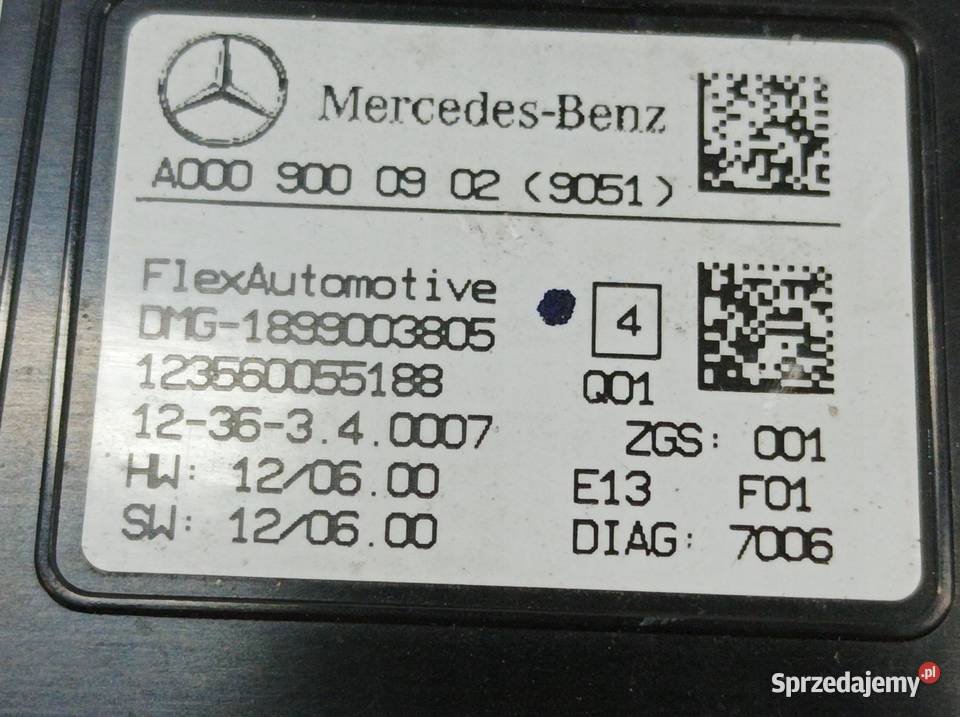 Mercedes-Benz
A000 900 09 02 (9051)
FlexAutomotive
DMG-1899003805
4
123560055188
Q01
12-36-3.4.0007
ZGS: 001
HW: 12/06.00
E13 F01
SW: 12/06.00
DIAG: 7006
Sprzedajemy.pl